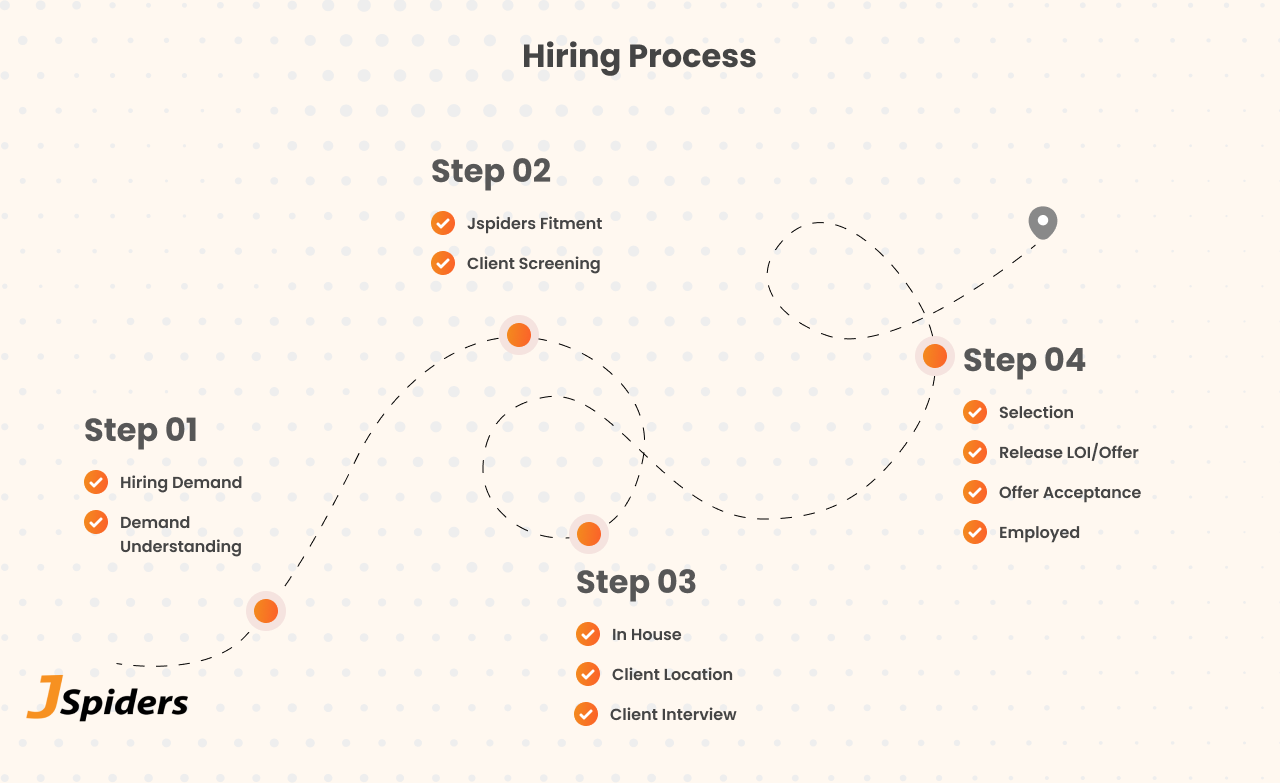 Hiring Process
Step 01
Hiring Demand
Demand
Understanding
Step 02
Jspiders Fitment
Client Screening
Step 03
In House
Client Location
Client Interview
Step 04
Selection
Release LOI/Offer
Offer Acceptance
Employed
JSpiders